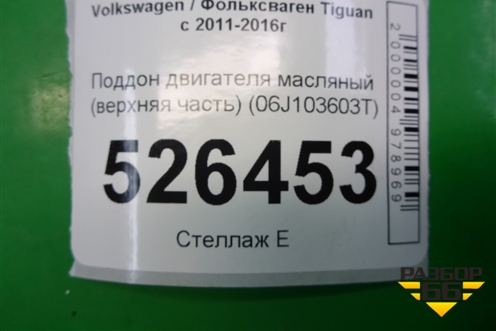 Volkswagen / Фольксваген Tiguan
с 2011-2016г
Поддон двигателя масляный
(верхняя часть) (06J103603T)
526453
Стеллаж Е
2000004978969
РАЗБОР
66